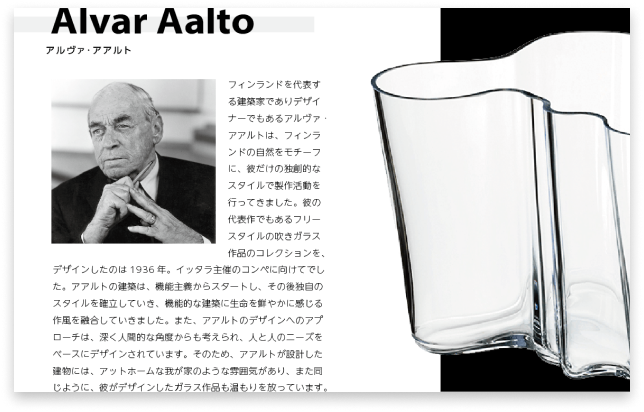 Alvar Aalto
アルヴァ・アアルト
フィンランドを代表す
る建築家でありデザイ
ナーでもあるアルヴァ・
アアルトは、フィンラ
ンドの自然をモチーフ
に、彼だけの独創的な
スタイルで製作活動を
行ってきました。彼の
代表作でもあるフリー
スタイルの吹きガラス
作品のコレクションを、
デザインしたのは 1936 年。イッタラ主催のコンペに向けてでし
た。アアルトの建築は、機能主義からスタートし、その後独自の
スタイルを確立していき、機能的な建築に生命を鮮やかに感じる
作風を融合していきました。また、アアルトのデザインへのアプ
ローチは、深く人間的な角度からも考えられ、人と人のニーズを
ベースにデザインされています。そのため、アアルトが設計した
建物には、アットホームな我が家のような雰囲気があり、また同
じように、彼がデザインしたガラス作品も温もりを放っています。